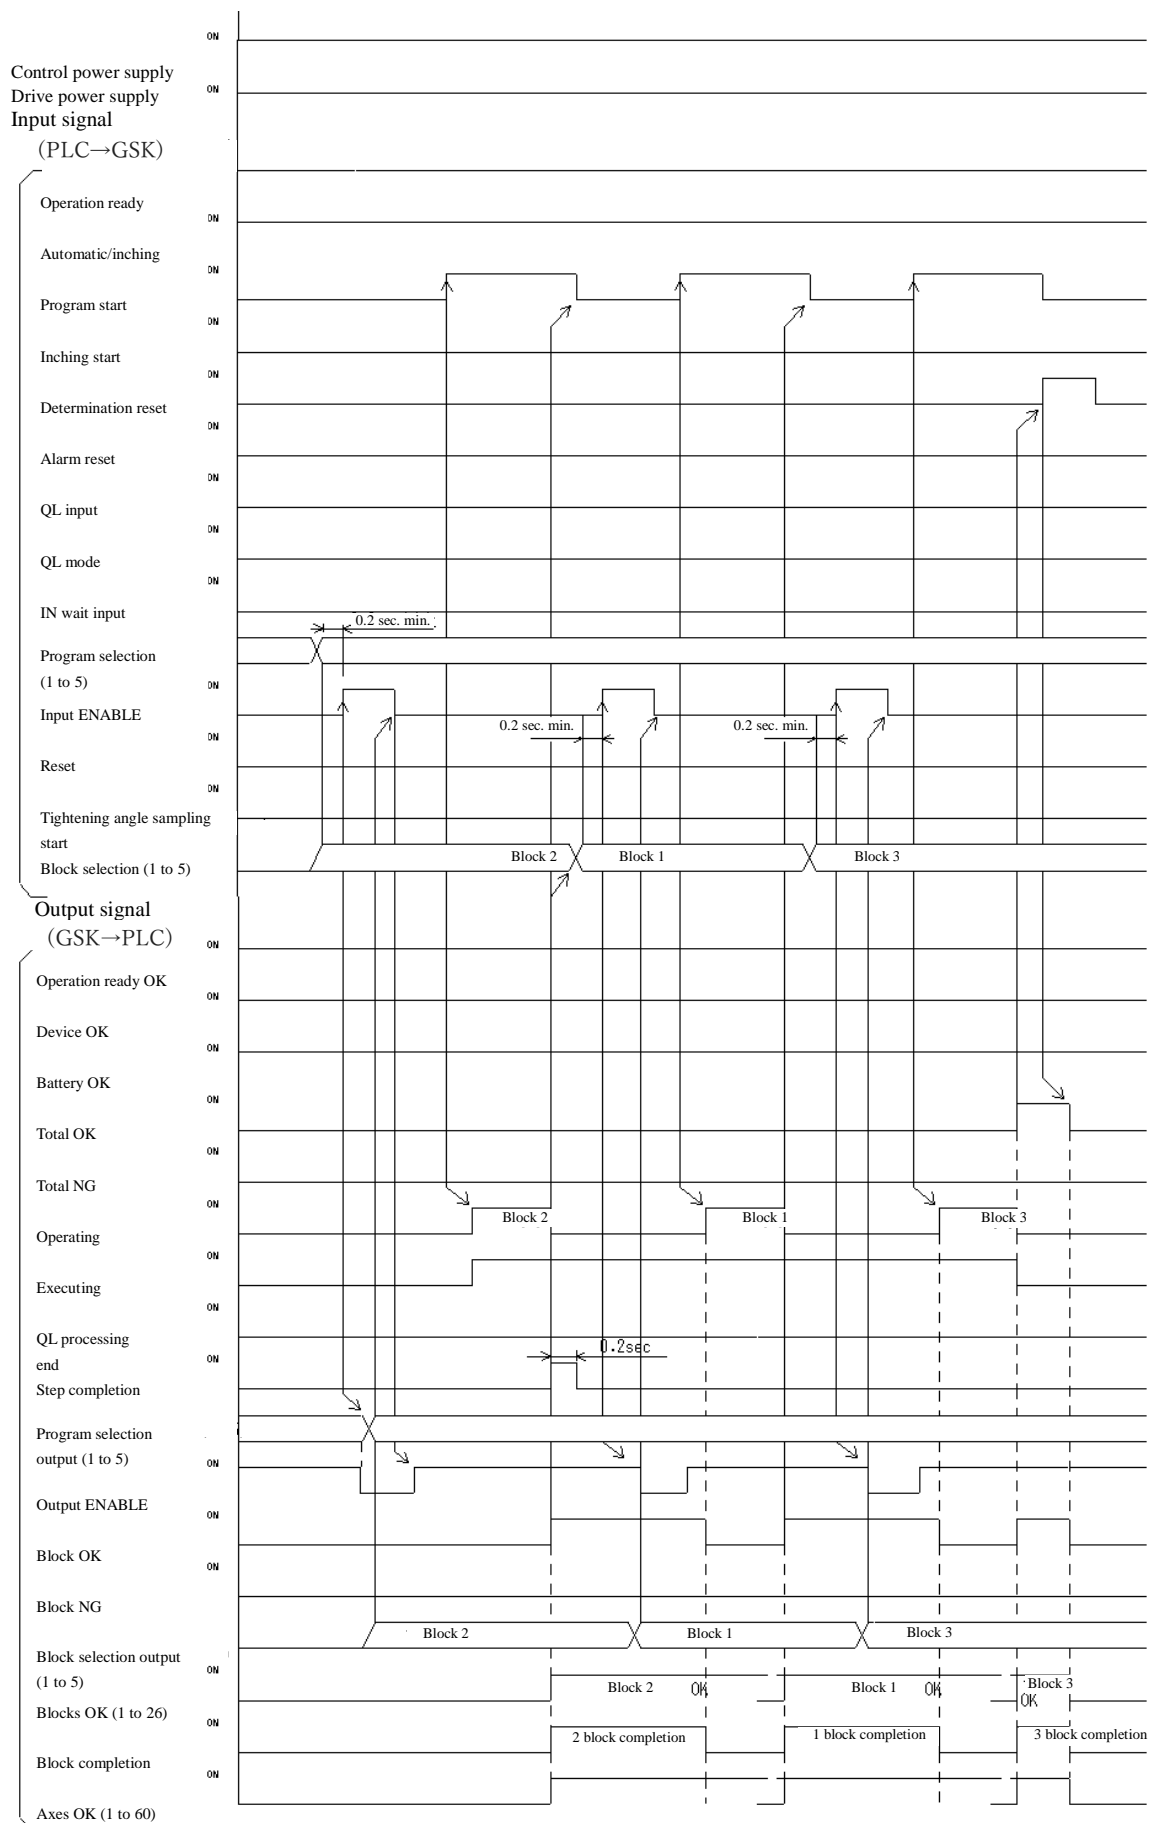 ON
Control power supply
ON
Drive power supply
Input signal
(PLC→GSK)
Operation ready
ON
Automatic/inching
ON
Program start
ON
Inching start
ON
Determination reset
ON
Alarm reset
ON
QL input
ON
QL mode
ON
IN wait input
0.2 sec. min.
Program selection
(1 to 5)
ON
Input ENABLE
0.2 sec. min.
0.2 sec. min.
ON
Reset
ON
Tightening angle sampling
start
Block selection (1 to 5)
Block 2
Block 1
Block 3
Output signal
(GSK→PLC)
ON
Operation ready OK
ON
Device OK
ON
Battery OK
ON
Total OK
ON
Total NG
ON
Block 2
Block 1
Block 3
Operating
ON
Executing
ON
QL processing
end
0.2sec
ON
Step completion
Program selection
output (1 to 5)
ON
Output ENABLE
ON
Block OK
ON
Block NG
Block 2
Block 1
Block 3
Block selection output
(1 to 5)
ON
Block 2 OK
Block 1 OK
Block 3
OK
Blocks OK (1 to 26)
ON
2 block completion
1 block completion
3 block completion
Block completion
ON
Axes OK (1 to 60)